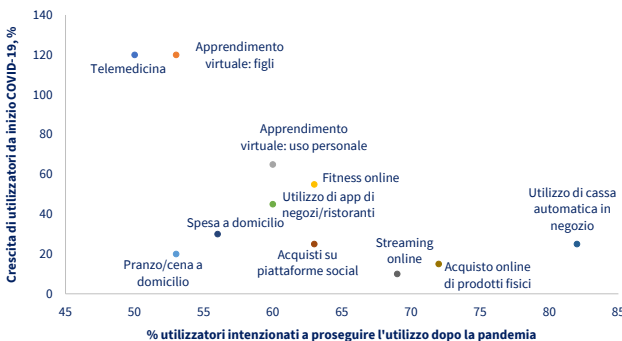 Crescita di utilizzatori da inizio COVID-19, %
140
120
100
80
60
40
20
0
Telemedicina
Apprendimento
virtuale: figli
Apprendimento
virtuale: uso personale
Fitness online
Utilizzo di app di
negozi/ristoranti
Spesa a domicilio
Pranzo/cena a
domicilio
Acquisti su
piattaforme social
Streaming
online
Acquisto online
di prodotti fisici
Utilizzo di cassa
automatica in
negozio
45 50 55 60 65 70 75 80 85
% utilizzatori intenzionati a proseguire l'utilizzo dopo la pandemia